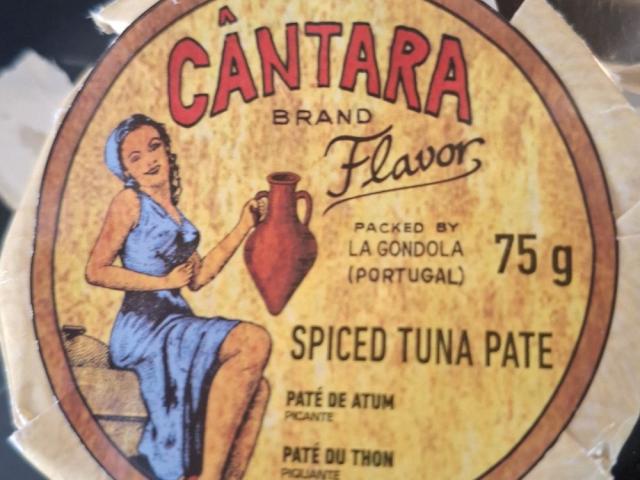 CÂNTARA
BRAND
Flavor
PACKED BY
LA GONDOLA
(PORTUGAL)
75 g
SPICED TUNA PATE
PATÉ DE ATUM
PICANTE
PATÉ DU THON
PIQUANTE